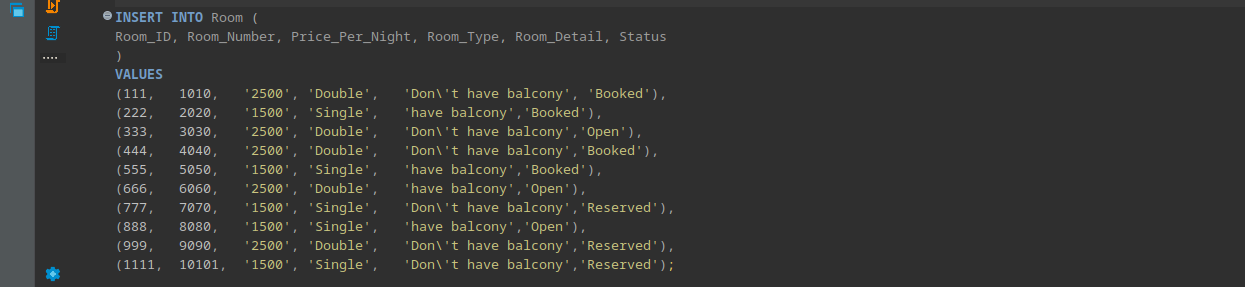 INSERT INTO Room (
Room_ID, Room_Number, Price_Per_Night, Room_Type, Room_Detail, Status
)
VALUES
(111, 1010, '2500', 'Double', 'Don\'t have balcony', 'Booked'),
(222, 2020, '1500', 'Single', 'have balcony','Booked'),
(333, 3030, '2500', 'Double', 'Don\'t have balcony','Open'),
(444, 4040, '2500', 'Double', 'Don\'t have balcony','Booked'),
(555, 5050, '1500', 'Single', 'have balcony','Booked'),
(666, 6060, '2500', 'Double', 'have balcony','Open'),
(777, 7070, '1500', 'Single', 'Don\'t have balcony','Reserved'),
(888, 8080, '1500', 'Single', 'have balcony','Open'),
(999, 9090, '2500', 'Double', 'Don\'t have balcony','Reserved'),
(1111, 10101, '1500', 'Single', 'Don\'t have balcony','Reserved');